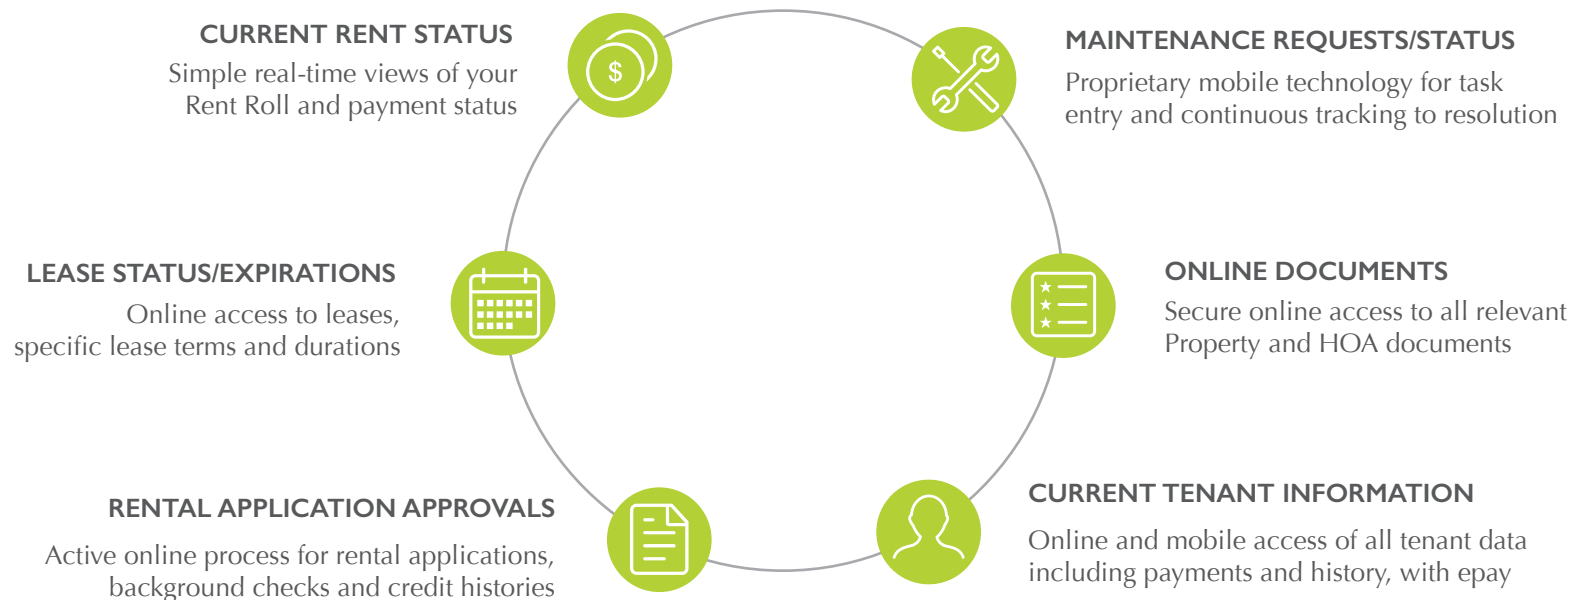 CURRENT RENT STATUS
Simple real-time views of your
Rent Roll and payment status
$
MAINTENANCE REQUESTS/STATUS
Proprietary mobile technology for task
entry and continuous tracking to resolution
LEASE STATUS/EXPIRATIONS
Online access to leases,
specific lease terms and durations
ONLINE DOCUMENTS
Secure online access to all relevant
Property and HOA documents
RENTAL APPLICATION APPROVALS
Active online process for rental applications,
background checks and credit histories
CURRENT TENANT INFORMATION
Online and mobile access of all tenant data
including payments and history, with epay